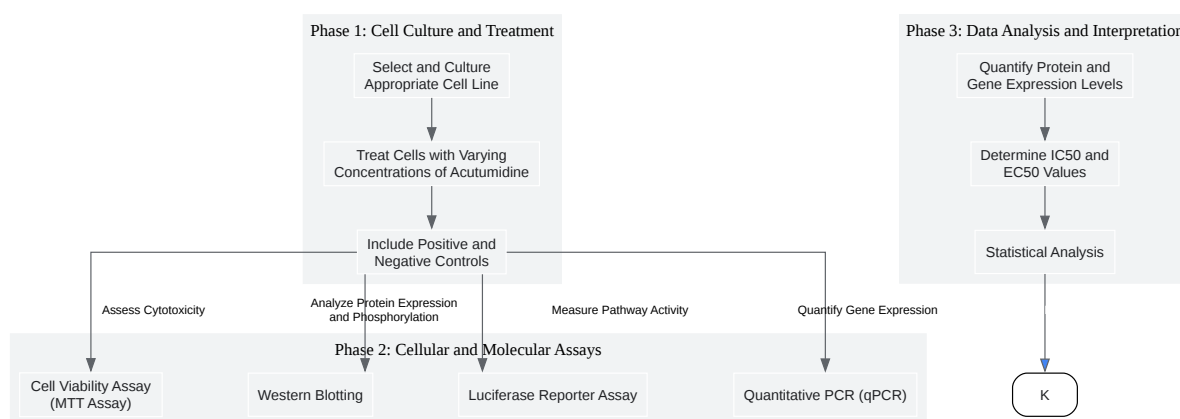 Phase 1: Cell Culture and Treatment
Select and Culture
Appropriate Cell Line
Treat Cells with Varying
Concentrations of Acutumidine
Include Positive and
Negative Controls
Assess Cytotoxicity
Analyze Protein Expression
and Phosphorylation
Measure Pathway Activity
Quantify Gene Expression
Phase 2: Cellular and Molecular Assays
Cell Viability Assay
(MTT Assay)
Western Blotting
Luciferase Reporter Assay
Quantitative PCR (qPCR)
Phase 3: Data Analysis and Interpretation
Quantify Protein and
Gene Expression Levels
Determine IC50 and
EC50 Values
Statistical Analysis
K